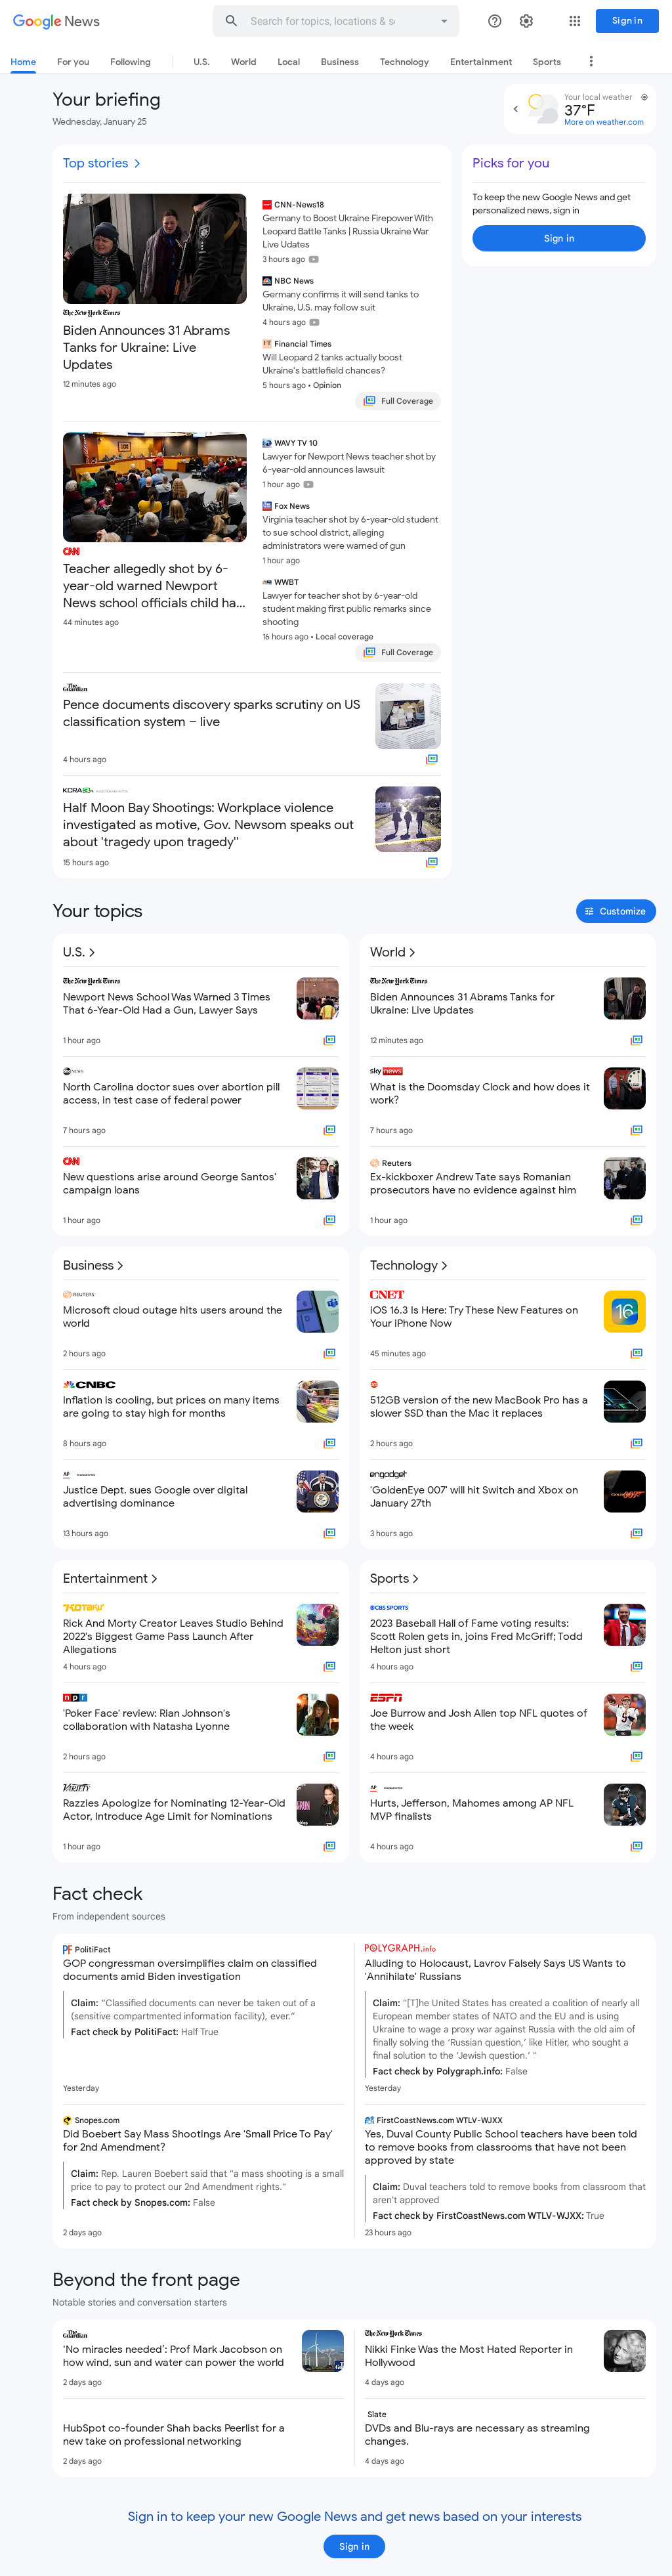 Google News
Search for topics, locations & so
Sign in
Home
For you
Following
U.S.
World
Local
Business
Technology
Entertainment
Sports
Your briefing
Wednesday, January 25
Your local weather
37°F
More on weather.com
Top stories
The New York Times
Biden Announces 31 Abrams
Tanks for Ukraine: Live
Updates
12 minutes ago
CNN-News18
Germany to Boost Ukraine Firepower With
Leopard Battle Tanks | Russia Ukraine War
Live Udates
3 hours ago
NBC News
Germany confirms it will send tanks to
Ukraine, U.S. may follow suit
4 hours ago
Financial Times
Will Leopard 2 tanks actually boost
Ukraine's battlefield chances?
5 hours ago • Opinion
Full Coverage
Picks for you
To keep the new Google News and get
personalized news, sign in
Sign in
CNN
Teacher allegedly shot by 6-
year-old warned Newport
News school officials child ha...
44 minutes ago
WAVY TV 10
Lawyer for Newport News teacher shot by
6-year-old announces lawsuit
1 hour ago
Fox News
Virginia teacher shot by 6-year-old student
to sue school district, alleging
administrators were warned of gun
1 hour ago
WWBT
Lawyer for teacher shot by 6-year-old
student making first public remarks since
shooting
16 hours ago • Local coverage
Full Coverage
The Guardian
Pence documents discovery sparks scrutiny on US
classification system – live
4 hours ago
KCRA
Half Moon Bay Shootings: Workplace violence
investigated as motive, Gov. Newsom speaks out
about 'tragedy upon tragedy''
15 hours ago
Your topics
Customize
U.S.
The New York Times
Newport News School Was Warned 3 Times
That 6-Year-Old Had a Gun, Lawyer Says
1 hour ago
abc NEWS
North Carolina doctor sues over abortion pill
access, in test case of federal power
7 hours ago
CNN
New questions arise around George Santos'
campaign loans
1 hour ago
World
The New York Times
Biden Announces 31 Abrams Tanks for
Ukraine: Live Updates
12 minutes ago
sky news
What is the Doomsday Clock and how does it
work?
7 hours ago
Reuters
Ex-kickboxer Andrew Tate says Romanian
prosecutors have no evidence against him
1 hour ago
Business
REUTERS
Microsoft cloud outage hits users around the
world
2 hours ago
CNBC
Inflation is cooling, but prices on many items
are going to stay high for months
8 hours ago
AP
Justice Dept. sues Google over digital
advertising dominance
13 hours ago
Technology
CNET
iOS 16.3 Is Here: Try These New Features on
Your iPhone Now
16
45 minutes ago
512GB version of the new MacBook Pro has a
slower SSD than the Mac it replaces
2 hours ago
engadget
'GoldenEye 007' will hit Switch and Xbox on
January 27th
007
3 hours ago
Entertainment
KOTAKU
Rick And Morty Creator Leaves Studio Behind
2022's Biggest Game Pass Launch After
Allegations
4 hours ago
npr
'Poker Face' review: Rian Johnson's
collaboration with Natasha Lyonne
2 hours ago
VARIETY
Razzies Apologize for Nominating 12-Year-Old
Actor, Introduce Age Limit for Nominations
1 hour ago
Sports
CBS SPORTS
2023 Baseball Hall of Fame voting results:
Scott Rolen gets in, joins Fred McGriff; Todd
Helton just short
4 hours ago
ESPN
Joe Burrow and Josh Allen top NFL quotes of
the week
4 hours ago
AP
Hurts, Jefferson, Mahomes among AP NFL
MVP finalists
4 hours ago
Fact check
From independent sources
PF PolitiFact
GOP congressman oversimplifies claim on classified
documents amid Biden investigation
Claim: “Classified documents can never be taken out of a
(sensitive compartmented information facility), ever.”
Fact check by PolitiFact: Half True
Yesterday
POLYGRAPH.info
Alluding to Holocaust, Lavrov Falsely Says US Wants to
'Annihilate' Russians
Claim: "[T]he United States has created a coalition of nearly all
European member states of NATO and the EU and is using
Ukraine to wage a proxy war against Russia with the old aim of
finally solving the ‘Russian question,’ like Hitler, who sought a
final solution to the ‘Jewish question.’ ”
Fact check by Polygraph.info: False
Yesterday
Snopes.com
Did Boebert Say Mass Shootings Are 'Small Price To Pay'
for 2nd Amendment?
Claim: Rep. Lauren Boebert said that "a mass shooting is a small
price to pay to protect our 2nd Amendment rights."
Fact check by Snopes.com: False
2 days ago
FirstCoastNews.com WTLV-WJXX
Yes, Duval County Public School teachers have been told
to remove books from classrooms that have not been
approved by state
Claim: Duval teachers told to remove books from classroom that
aren't approved
Fact check by FirstCoastNews.com WTLV-WJXX: True
23 hours ago
Beyond the front page
Notable stories and conversation starters
The Guardian
‘No miracles needed’: Prof Mark Jacobson on
how wind, sun and water can power the world
2 days ago
The New York Times
Nikki Finke Was the Most Hated Reporter in
Hollywood
4 days ago
HubSpot co-founder Shah backs Peerlist for a
new take on professional networking
2 days ago
Slate
DVDs and Blu-rays are necessary as streaming
changes.
4 days ago
Sign in to keep your new Google News and get news based on your interests
Sign in